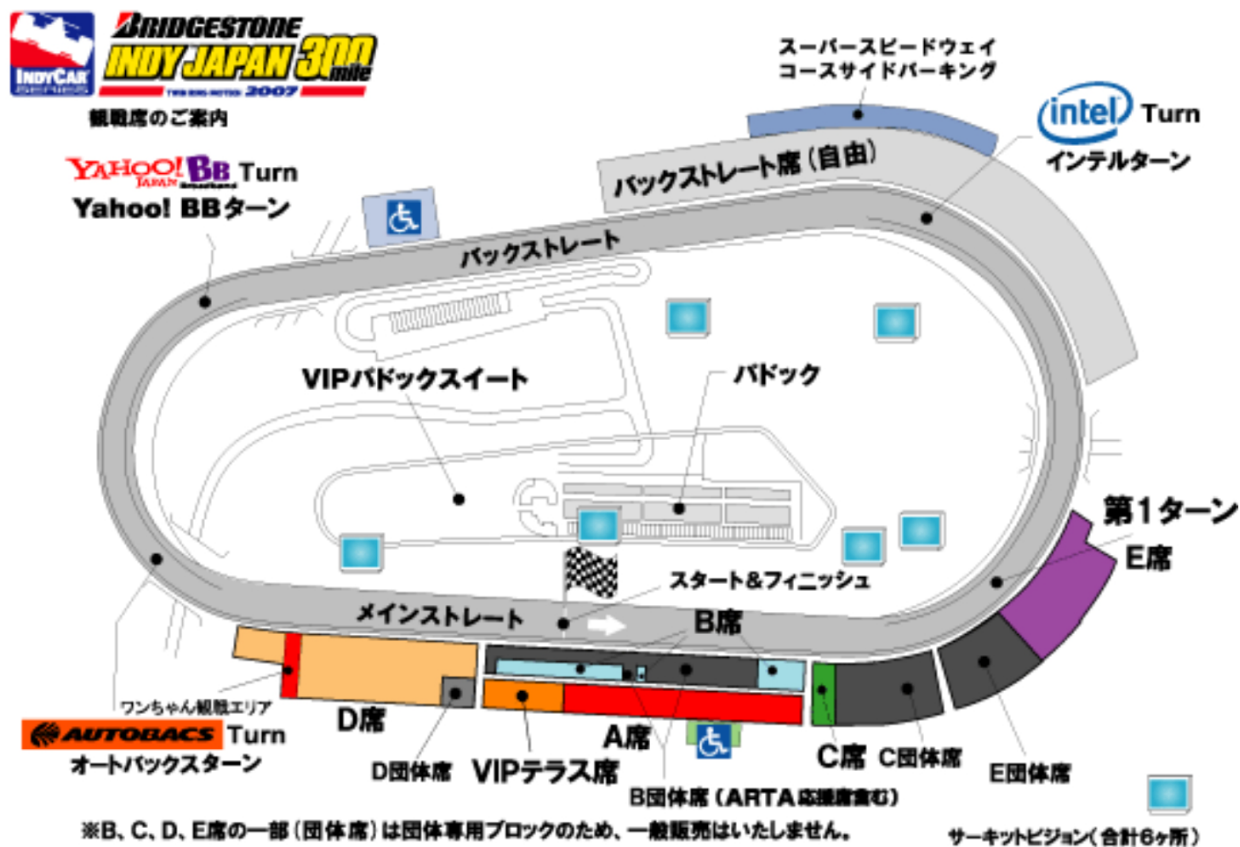 INDYCAR
SERIES
BRIDGESTONE
INDY JAPAN 300
mile
TWIN RING MOTEGI 2007
観戦席のご案内
スーパースピードウェイ
コースサイドパーキング
intel Turn
インテルターン
YAHOO! BB Turn
JAPAN Broadband
Yahoo! BBターン
バックストレート席(自由)
バックストレート
VIPパドックスイート
パドック
第1ターン
E席
スタート&フィニッシュ
メインストレート
B席
ワンちゃん観戦エリア
AUTOBACS Turn
オートバックスターン
D席
D団体席
VIPテラス席
A席
B団体席(ARTA応援席含む)
C席
C団体席
E団体席
※B、C、D、E席の一部(団体席)は団体専用ブロックのため、一般販売はいたしません。
サーキットビジョン(合計6ヶ所)